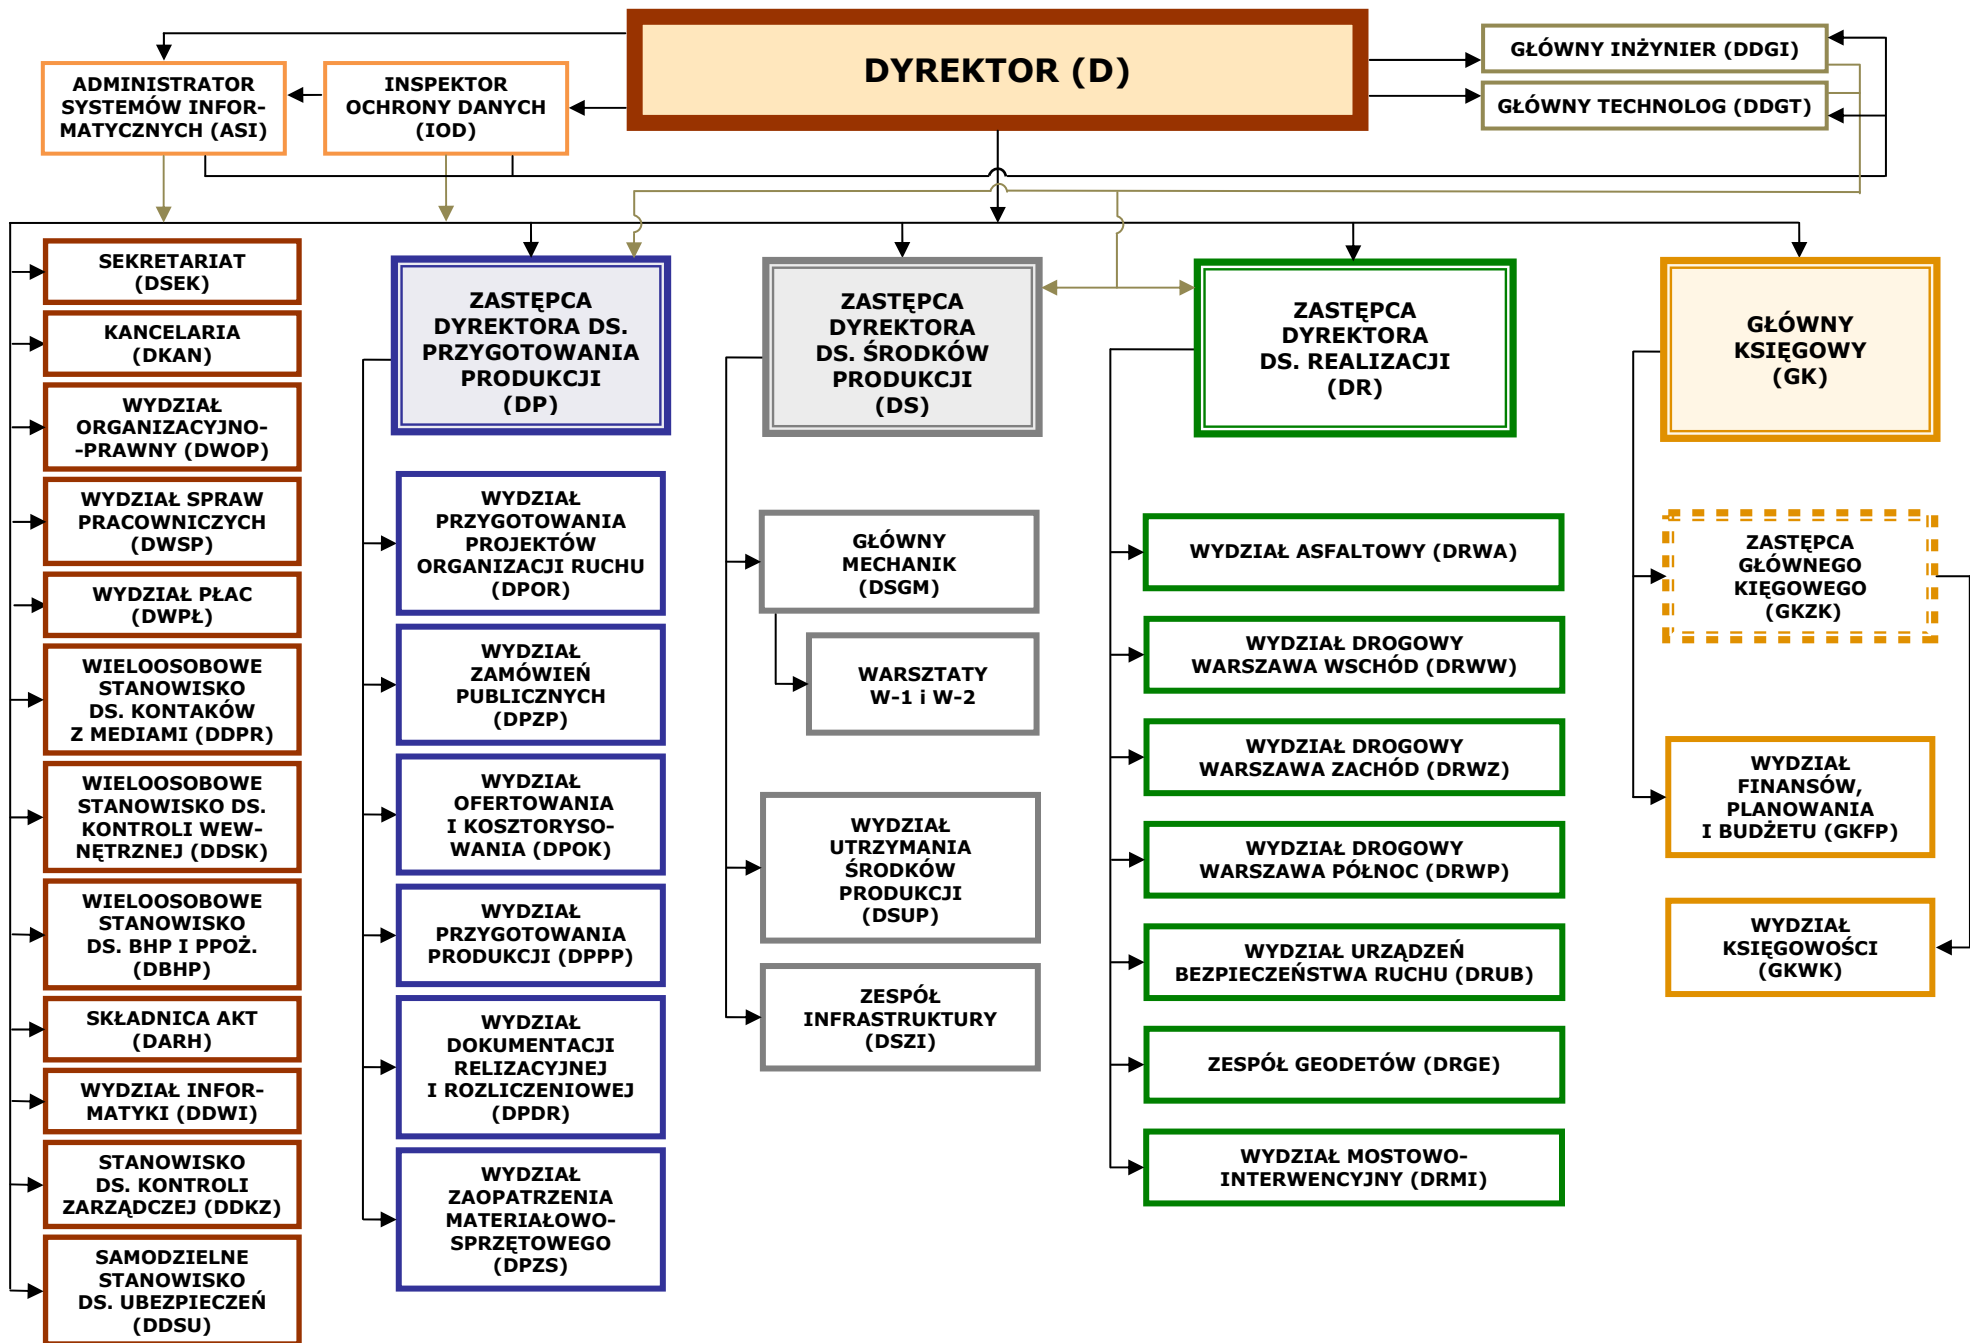 DYREKTOR (D)
GŁÓWNY INŻYNIER (DDGI)
GŁÓWNY TECHNOLOG (DDGT)
ADMINISTRATOR
SYSTEMÓW INFOR-
MATYCZNYCH (ASI)
INSPEKTOR
OCHRONY DANYCH
(IOD)
SEKRETARIAT
(DSEK)
KANCELARIA
(DKAN)
WYDZIAŁ
ORGANIZACYJNO-
-PRAWNY (DWOP)
WYDZIAŁ SPRAW
PRACOWNICZYCH
(DWSP)
WYDZIAŁ PŁAC
(DWPŁ)
WIELOOSOBOWE
STANOWISKO
DS. KONTAKÓW
Z MEDIAMI (DDPR)
WIELOOSOBOWE
STANOWISKO DS.
KONTROLI WEW-
NĘTRZNEJ (DDSK)
WIELOOSOBOWE
STANOWISKO
DS. BHP I PPOŻ.
(DBHP)
SKŁADNICA AKT
(DARH)
WYDZIAŁ INFOR-
MATYKI (DDWI)
STANOWISKO
DS. KONTROLI
ZARZĄDCZEJ (DDKZ)
SAMODZIELNE
STANOWISKO
DS. UBEZPIECZEŃ
(DDSU)
ZASTĘPCA
DYREKTORA DS.
PRZYGOTOWANIA
PRODUKCJI
(DP)
WYDZIAŁ
PRZYGOTOWANIA
PROJEKTÓW
ORGANIZACJI RUCHU
(DPOR)
WYDZIAŁ
ZAMÓWIEŃ
PUBLICZNYCH
(DPZP)
WYDZIAŁ
OFERTOWANIA
I KOSZTORYSO-
WANIA (DPOK)
WYDZIAŁ
PRZYGOTOWANIA
PRODUKCJI (DPPP)
WYDZIAŁ
DOKUMENTACJI
RELIZACYJNEJ
I ROZLICZENIOWEJ
(DPDR)
WYDZIAŁ
ZAOPATRZENIA
MATERIAŁOWO-
SPRZĘTOWEGO
(DPZS)
ZASTĘPCA
DYREKTORA
DS. ŚRODKÓW
PRODUKCJI
(DS)
GŁÓWNY
MECHANIK
(DSGM)
WARSZTATY
W-1 i W-2
WYDZIAŁ
UTRZYMANIA
ŚRODKÓW
PRODUKCJI
(DSUP)
ZESPÓŁ
INFRASTRUKTURY
(DSZI)
ZASTĘPCA
DYREKTORA
DS. REALIZACJI
(DR)
WYDZIAŁ ASFALTOWY (DRWA)
WYDZIAŁ DROGOWY
WARSZAWA WSCHÓD (DRWW)
WYDZIAŁ DROGOWY
WARSZAWA ZACHÓD (DRWZ)
WYDZIAŁ DROGOWY
WARSZAWA PÓŁNOC (DRWP)
WYDZIAŁ URZĄDZEŃ
BEZPIECZEŃSTWA RUCHU (DRUB)
ZESPÓŁ GEODETÓW (DRGE)
WYDZIAŁ MOSTOWO-
INTERWENCYJNY (DRMI)
GŁÓWNY
KSIĘGOWY
(GK)
ZASTĘPCA
GŁÓWNEGO
KIĘGOWEGO
(GKZK)
WYDZIAŁ
FINANSÓW,
PLANOWANIA
I BUDŻETU (GKFP)
WYDZIAŁ
KSIĘGOWOŚCI
(GKWK)